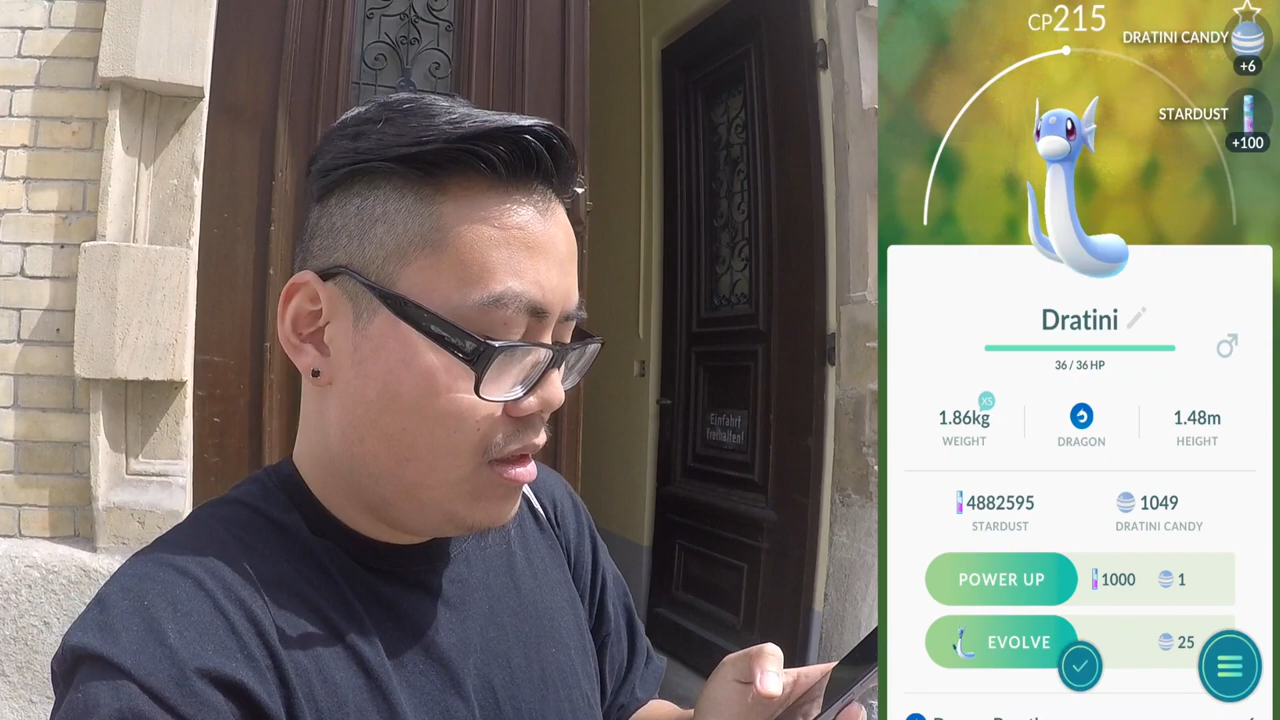 Einfahrt
freihalten!
CP215
DRATINI CANDY
+6
STARDUST
+100
Dratini
36 / 36 HP
XS
1.86kg
WEIGHT
DRAGON
1.48m
HEIGHT
4882595
STARDUST
1049
DRATINI CANDY
POWER UP
1000
1
EVOLVE
25